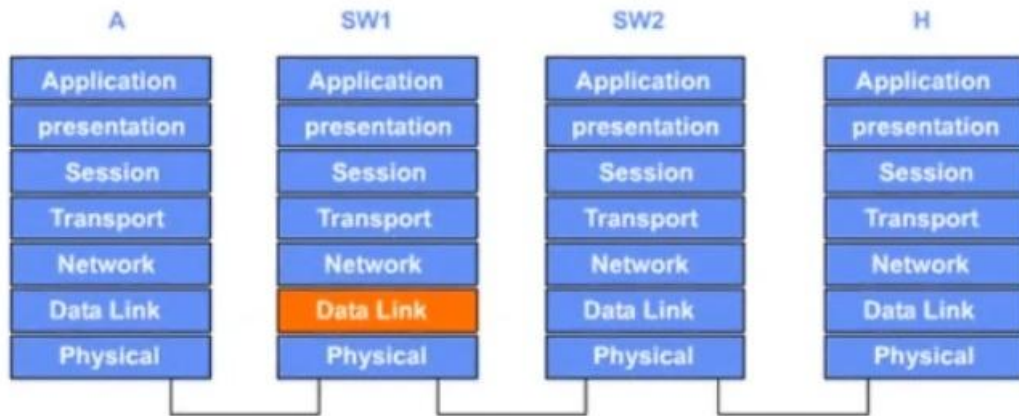 A SW1 SW2 H
Application Application Application Application
presentation presentation presentation presentation
Session Session Session Session
Transport Transport Transport Transport
Network Network Network Network
Data Link Data Link Data Link Data Link
Physical Physical Physical Physical